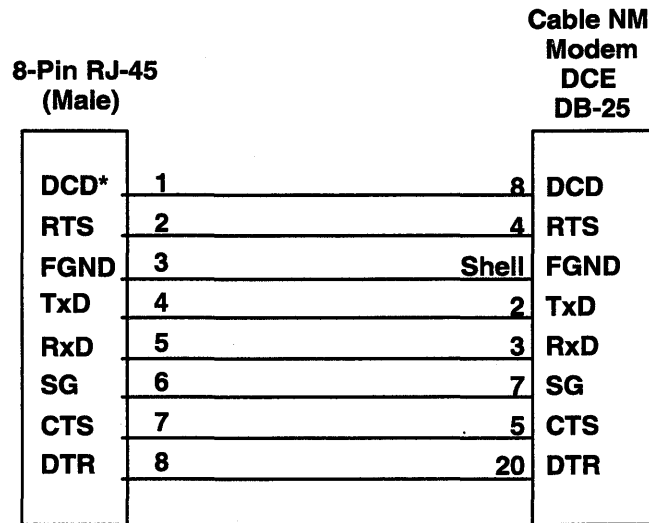 Cable NM
Modem
DCE
DB-25
8-Pin RJ-45
(Male)
DCD* 1 8 DCD
RTS 2 4 RTS
FGND 3 Shell FGND
TxD 4 2 TxD
RxD 5 3 RxD
SG 6 7 SG
CTS 7 5 CTS
DTR 8 20 DTR